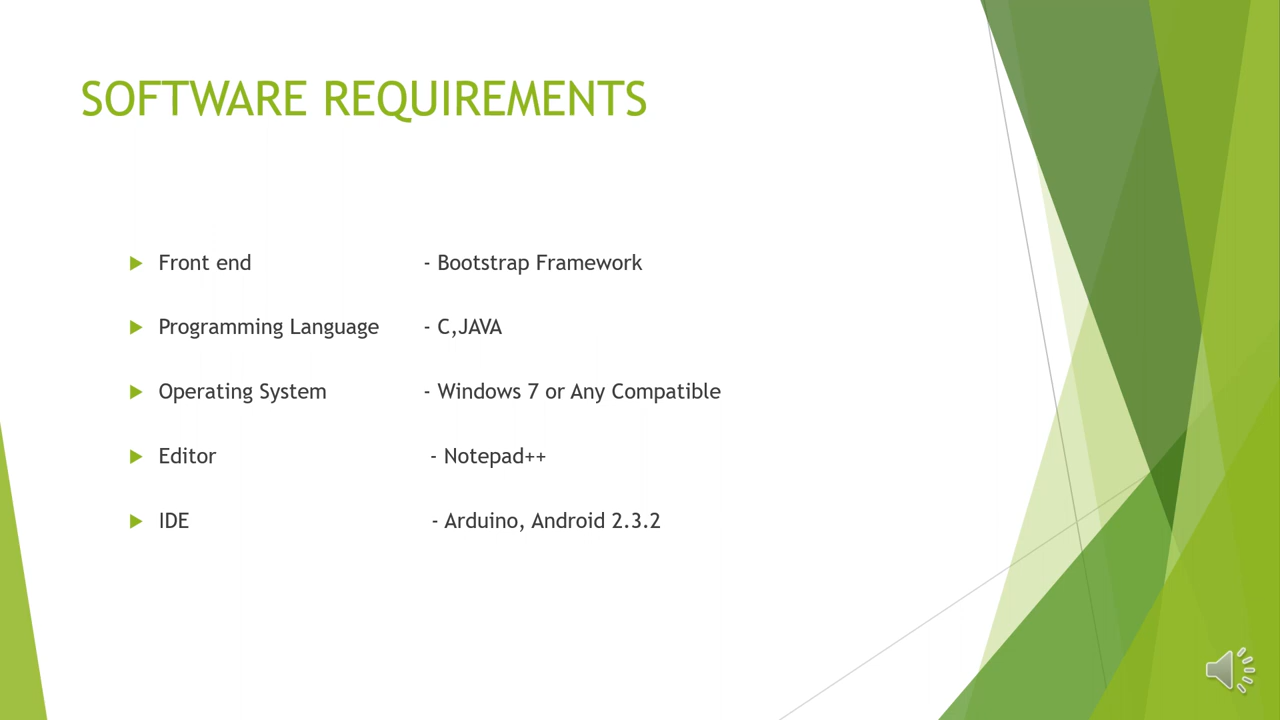 SOFTWARE REQUIREMENTS
Front end - Bootstrap Framework
Programming Language - C,JAVA
Operating System - Windows 7 or Any Compatible
Editor - Notepad++
IDE - Arduino, Android 2.3.2